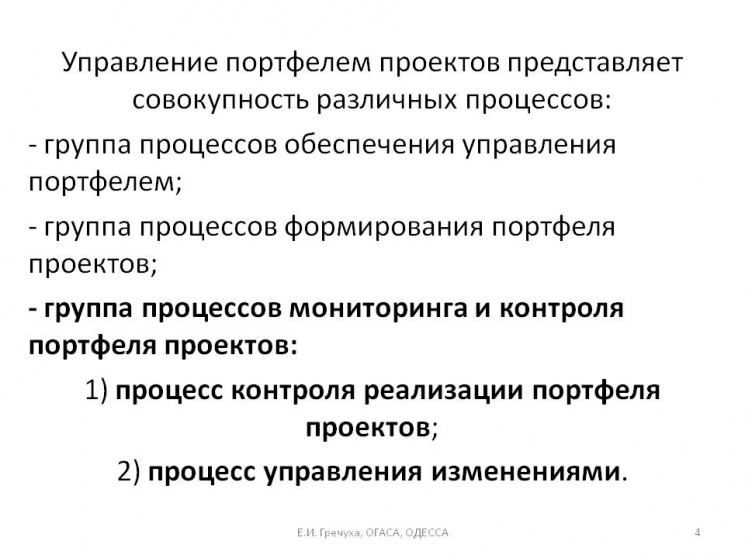 Управление портфелем проектов представляет
совокупность различных процессов:
- группа процессов обеспечения управления
портфелем;
- группа процессов формирования портфеля
проектов;
- группа процессов мониторинга и контроля
портфеля проектов:
1) процесс контроля реализации портфеля
проектов;
2) процесс управления изменениями.
Е.И. Гречуха, ОГАСА, ОДЕССА
4